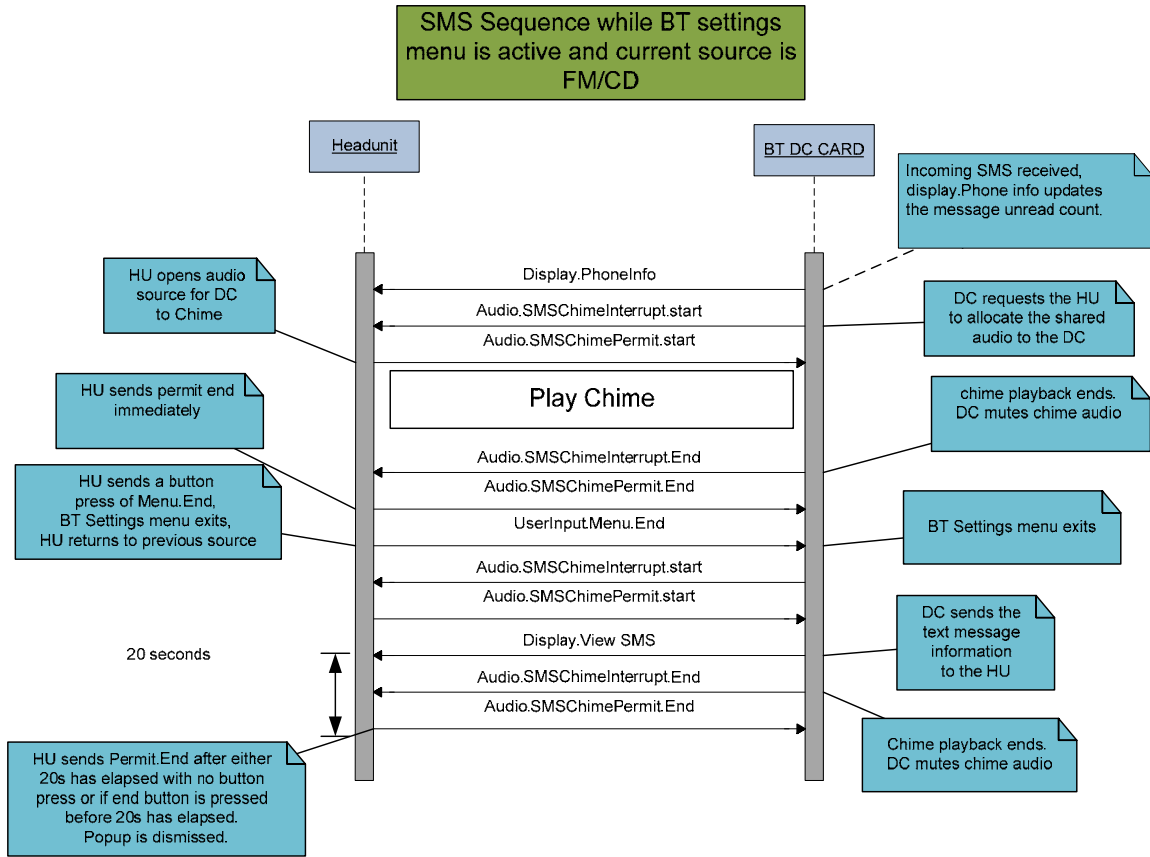 SMS Sequence while BT settings
menu is active and current source is
FM/CD
Headunit
BT DC CARD
Incoming SMS received,
display.Phone info updates
the message unread count.
HU opens audio
source for DC
to Chime
Display.PhoneInfo
Audio.SMSChimeInterrupt.start
DC requests the HU
to allocate the shared
audio to the DC
Audio.SMSChimePermit.start
HU sends permit end
immediately
Play Chime
chime playback ends.
DC mutes chime audio
Audio.SMSChimeInterrupt.End
HU sends a button
press of Menu.End,
BT Settings menu exits,
HU returns to previous source
Audio.SMSChimePermit.End
UserInput.Menu.End
BT Settings menu exits
Audio.SMSChimeInterrupt.start
Audio.SMSChimePermit.start
DC sends the
text message
information
to the HU
20 seconds
Display.View SMS
Audio.SMSChimeInterrupt.End
Audio.SMSChimePermit.End
Chime playback ends.
DC mutes chime audio
HU sends Permit.End after either
20s has elapsed with no button
press or if end button is pressed
before 20s has elapsed.
Popup is dismissed.